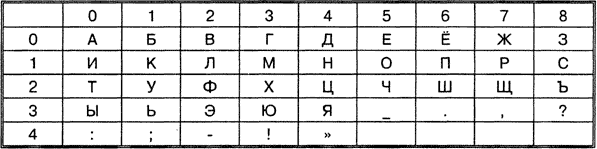 0 1 2 3 4 5 6 7 8
0 А Б В Г Д Е Ё Ж З
1 И К Л М Н О П Р С
2 Т У Ф Х Ц Ч Ш Щ Ъ
3 Ы Ь Э Ю Я _ . , ?
4 : ; - ! »